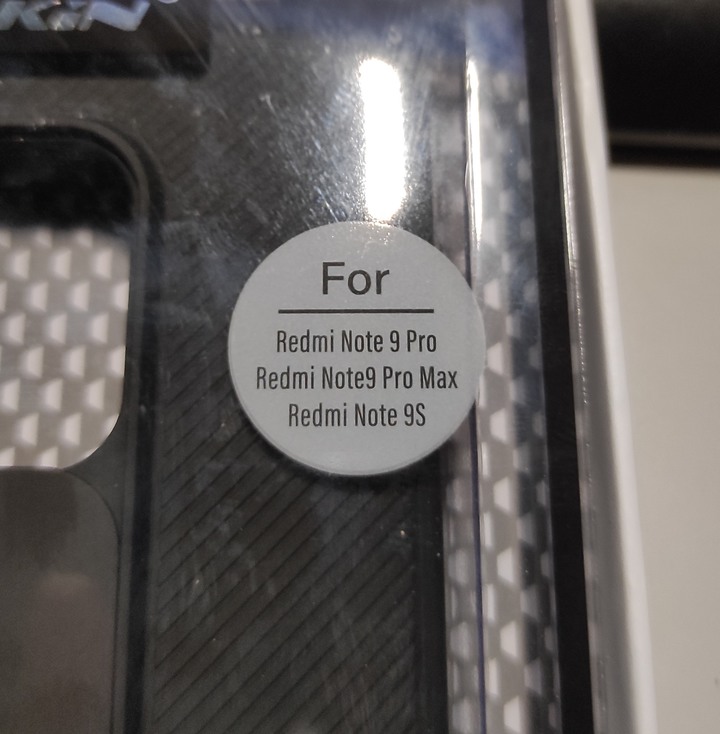 For
Redmi Note 9 Pro
Redmi Note9 Pro Max
Redmi Note 9S